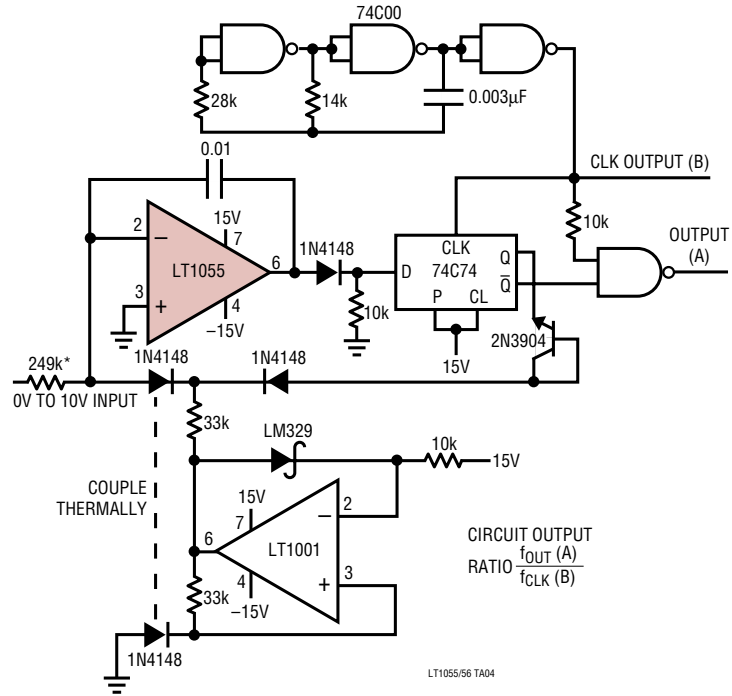 74C00
28k
14k
0.003µF
0.01
CLK OUTPUT (B)
2
15V
7
10k
OUTPUT
(A)
LT1055
6
1N4148
D
CLK
74C74
Q
Q̅
3
4
−15V
10k
P
CL
15V
2N3904
249k*
1N4148
1N4148
0V TO 10V INPUT
33k
LM329
10k
15V
COUPLE
THERMALLY
15V
7
2
6
LT1001
3
4
−15V
33k
1N4148
CIRCUIT OUTPUT
RATIO fOUT (A)
fCLK (B)
LT1055/56 TA04